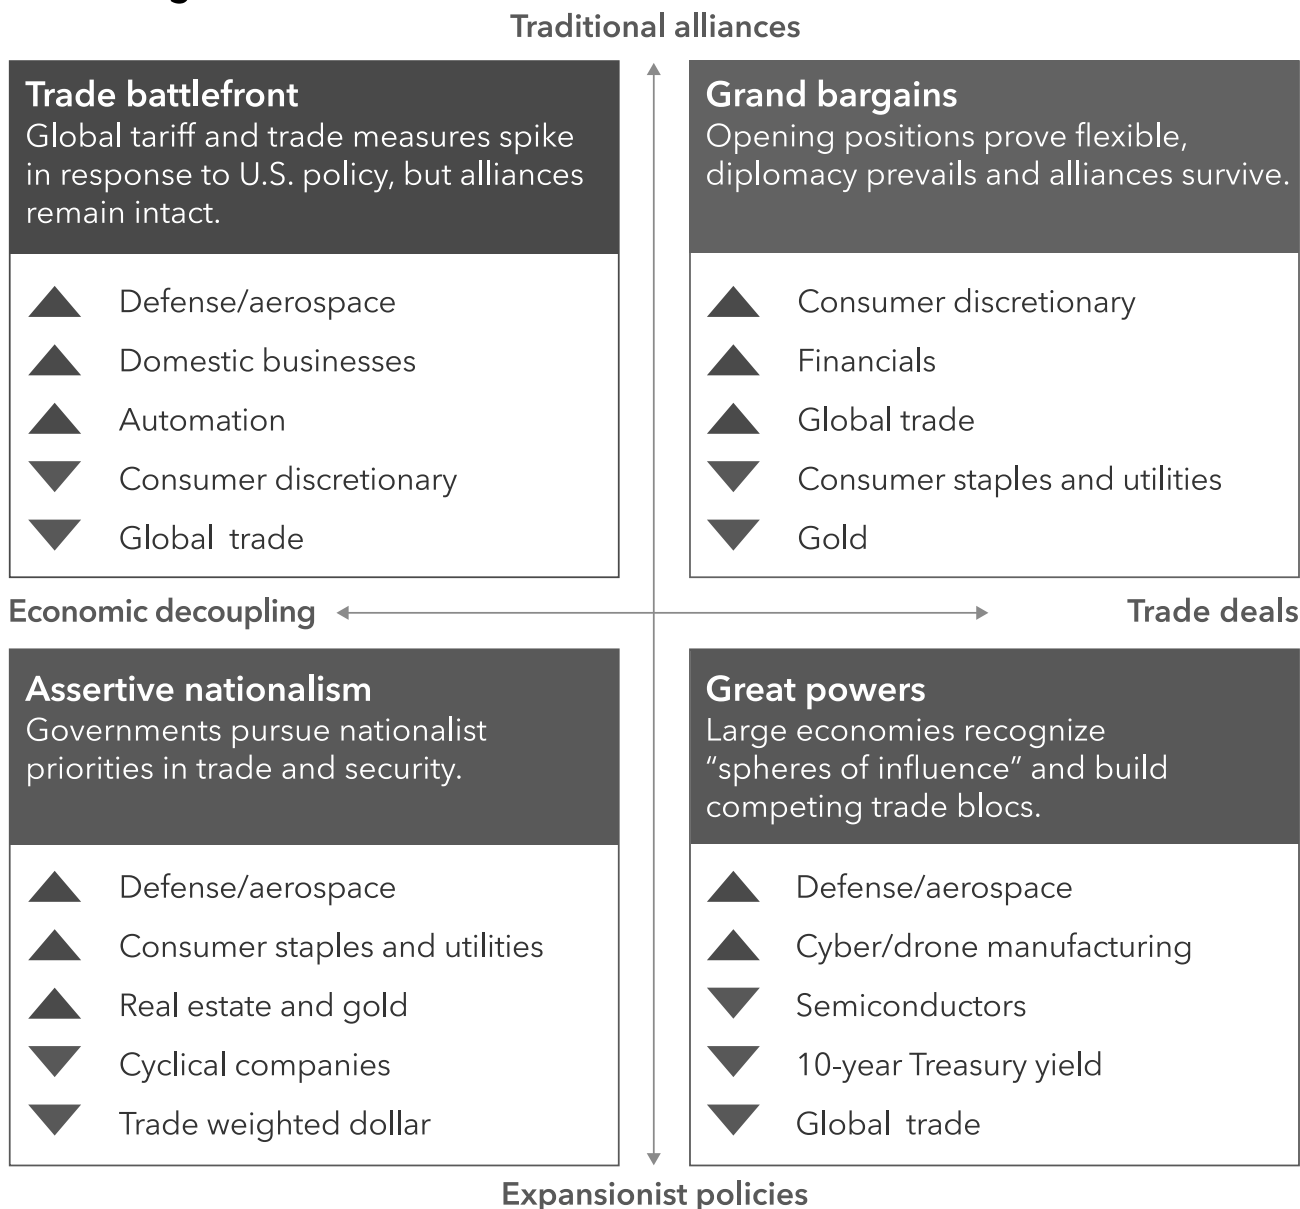 Traditional alliances
Trade battlefront
Global tariff and trade measures spike
in response to U.S. policy, but alliances
remain intact.
Defense/aerospace
Domestic businesses
Automation
Consumer discretionary
Global trade
Grand bargains
Opening positions prove flexible,
diplomacy prevails and alliances survive.
Consumer discretionary
Financials
Global trade
Consumer staples and utilities
Gold
Economic decoupling
Trade deals
Assertive nationalism
Governments pursue nationalist
priorities in trade and security.
Defense/aerospace
Consumer staples and utilities
Real estate and gold
Cyclical companies
Trade weighted dollar
Great powers
Large economies recognize
“spheres of influence” and build
competing trade blocs.
Defense/aerospace
Cyber/drone manufacturing
Semiconductors
10-year Treasury yield
Global trade
Expansionist policies